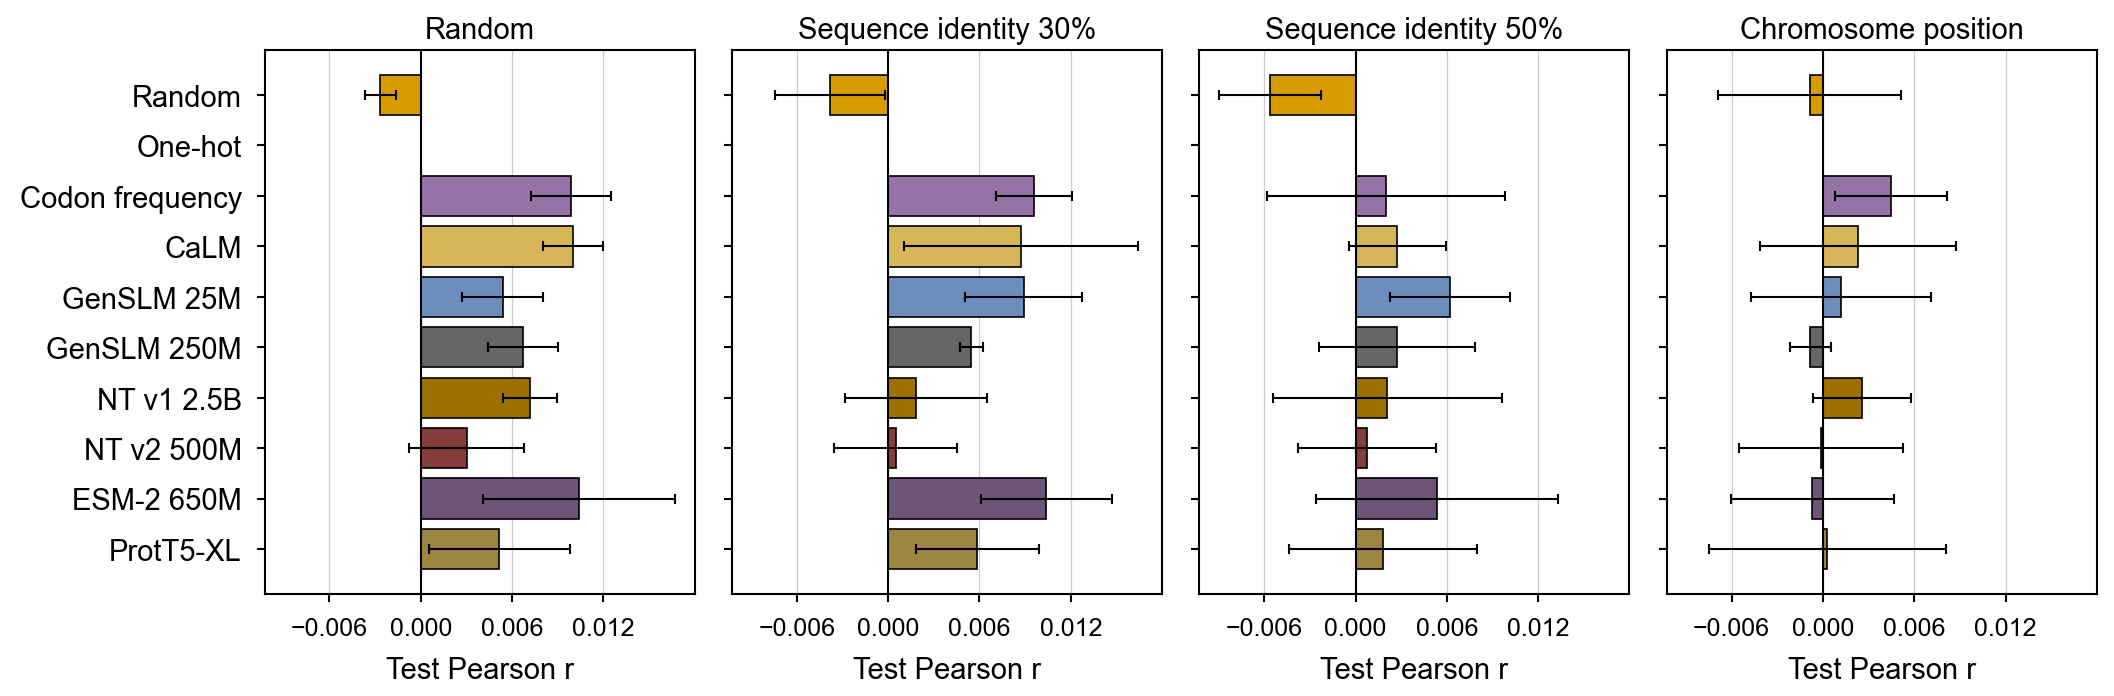 Random
Sequence identity 30%
Sequence identity 50%
Chromosome position
Random
One-hot
Codon frequency
CaLM
GenSLM 25M
GenSLM 250M
NT v1 2.5B
NT v2 500M
ESM-2 650M
ProtT5-XL
−0.006 0.000 0.006 0.012
−0.006 0.000 0.006 0.012
−0.006 0.000 0.006 0.012
−0.006 0.000 0.006 0.012
Test Pearson r
Test Pearson r
Test Pearson r
Test Pearson r